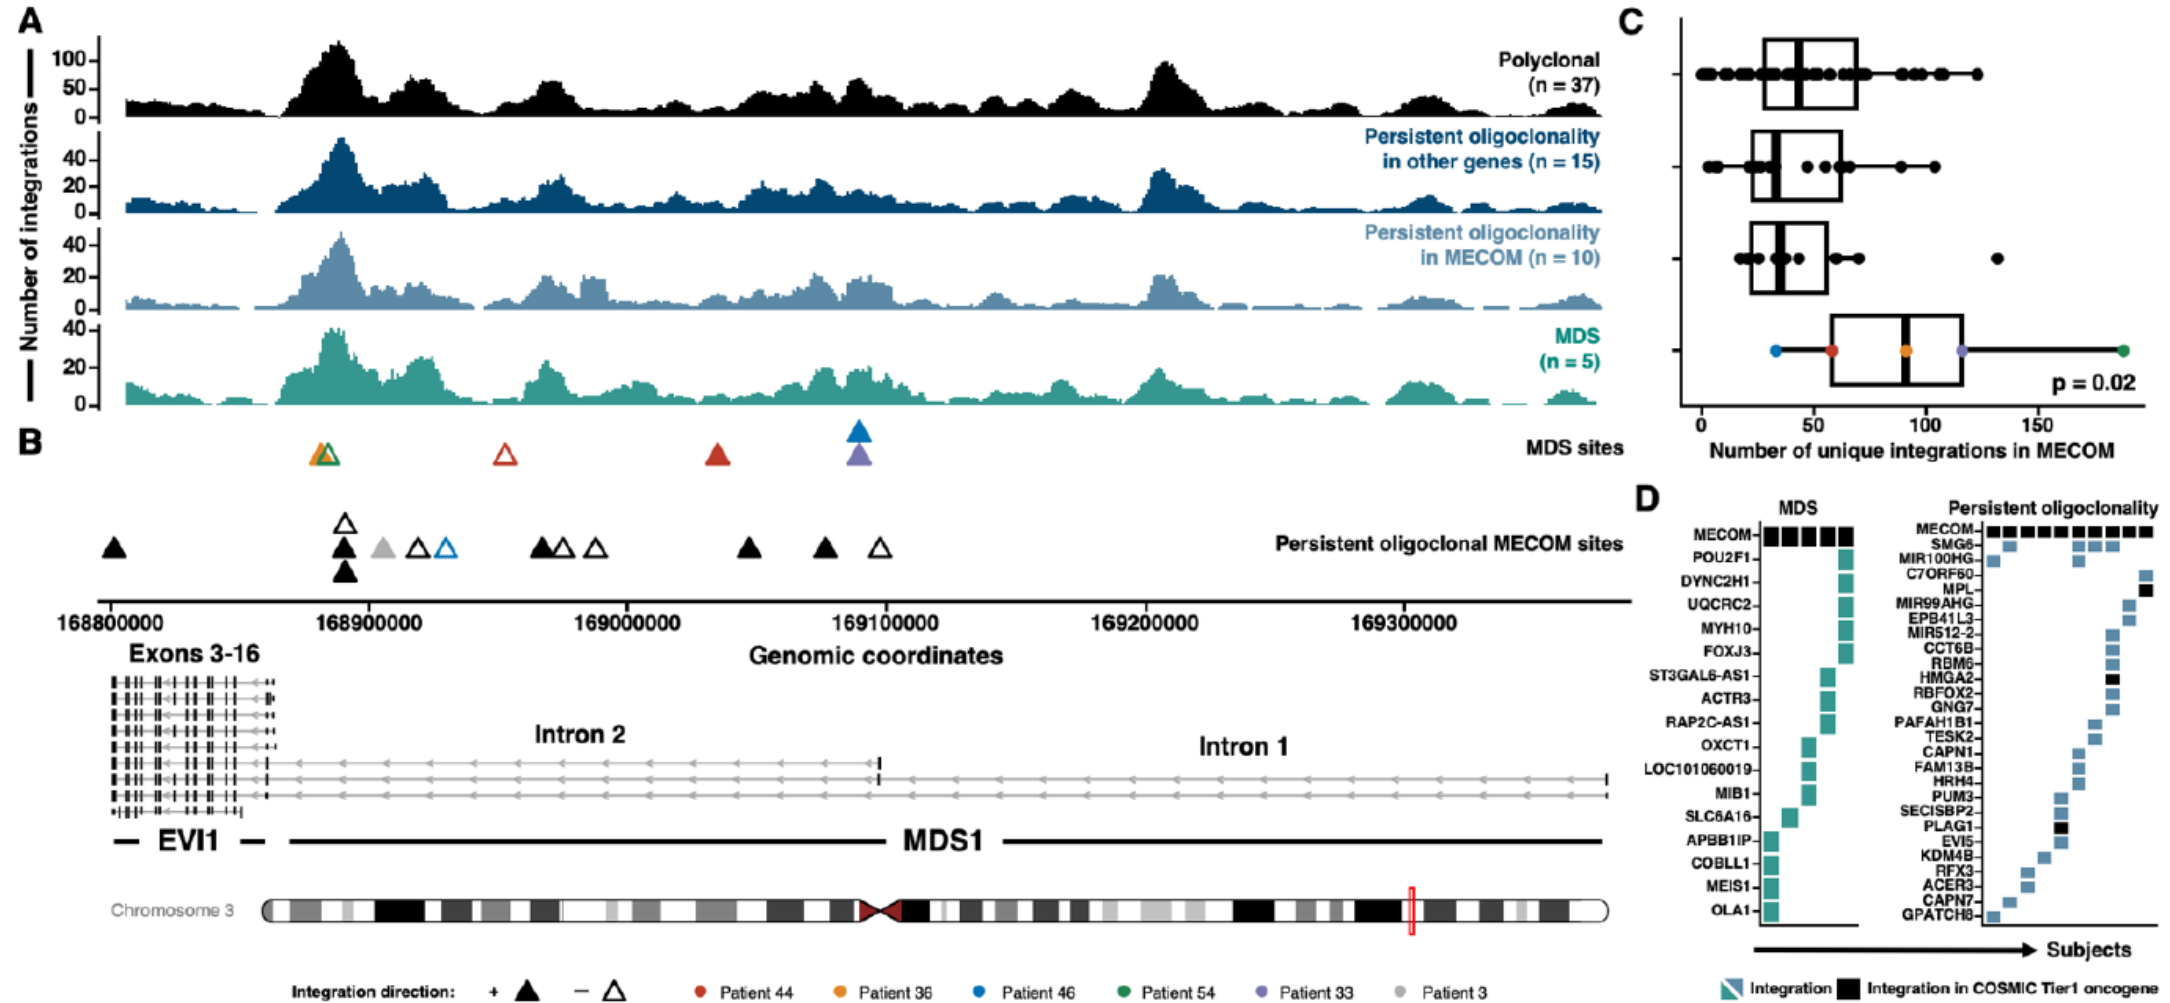 A
Number of integrations
100
50
0
Polyclonal
(n = 37)
40
20
0
Persistent oligoclonality
in other genes (n = 15)
40
20
0
Persistent oligoclonality
in MECOM (n = 10)
40
20
0
MDS
(n = 5)
B
MDS sites
Persistent oligoclonal MECOM sites
168800000 168900000 169000000 169100000 169200000 169300000
Genomic coordinates
Exons 3-16
Intron 2
Intron 1
EVI1
MDS1
Chromosome 3
Integration direction: + − Patient 44 Patient 36 Patient 46 Patient 54 Patient 33 Patient 3
C
p = 0.02
0 50 100 150
Number of unique integrations in MECOM
D
MDS
MECOM
POU2F1
DYNC2H1
UQCRC2
MYH10
FOXJ3
ST3GAL6-AS1
ACTR3
RAP2C-AS1
OXCT1
LOC101060019
MIB1
SLC6A16
APBB1IP
COBLL1
MEIS1
OLA1
Persistent oligoclonality
MECOM
SMG6
MIR100HG
C7ORF60
MPL
MIR99AHG
EPB41L3
MIR512-2
CCT6B
RBM6
HMGA2
RBFOX2
GNG7
PAFAH1B1
TESK2
CAPN1
FAM13B
HRH4
PUM3
SECISBP2
PLAG1
EVI5
KDM4B
RFX3
ACER3
CAPN7
GPATCH8
Subjects
Integration
Integration in COSMIC Tier1 oncogene